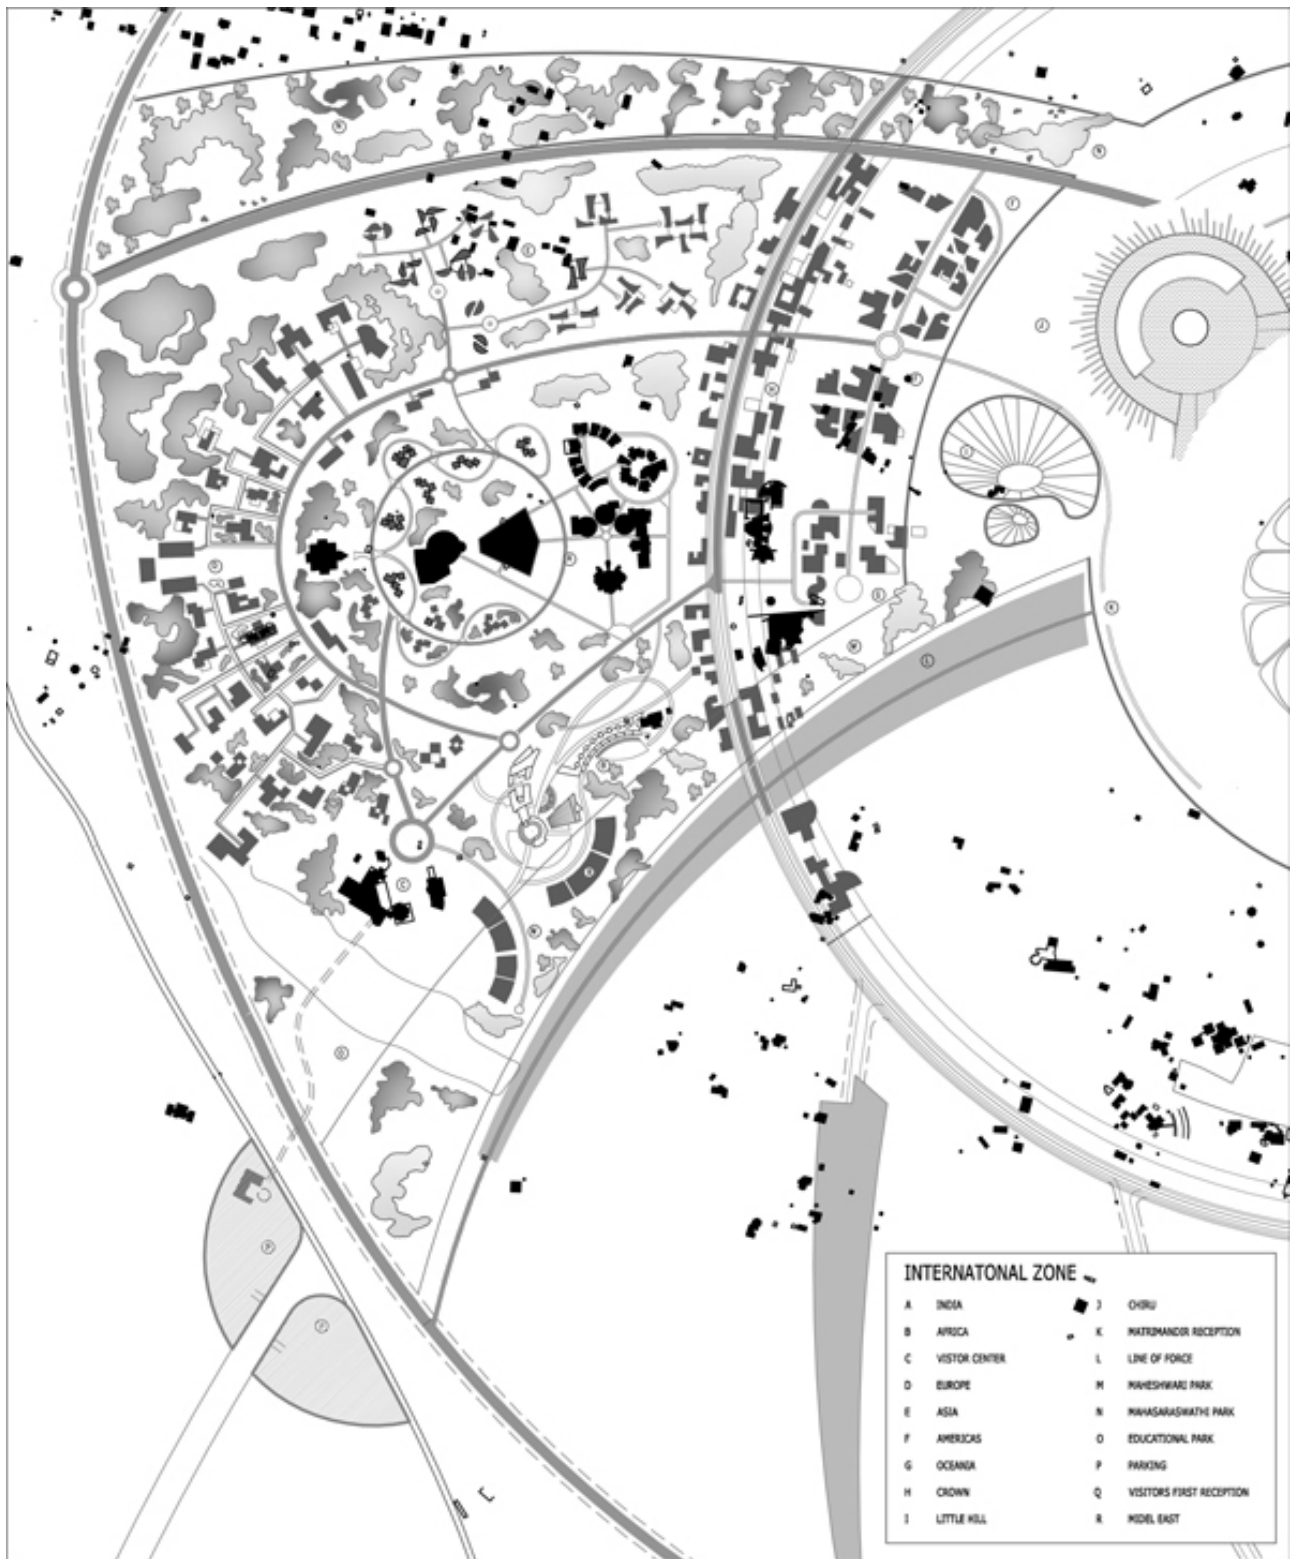 INTERNATONAL ZONE
A INDIA
B AFRICA
C VISTOR CENTER
D EUROPE
E ASIA
F AMERICAS
G OCEANIA
H CROWN
I LITTLE HILL
J CHIRU
K MATRIMANDIR RECEPTION
L LINE OF FORCE
M MAHESHWARI PARK
N MAHASARASWATHI PARK
O EDUCATIONAL PARK
P PARKING
Q VISITORS FIRST RECEPTION
R MIDEL EAST